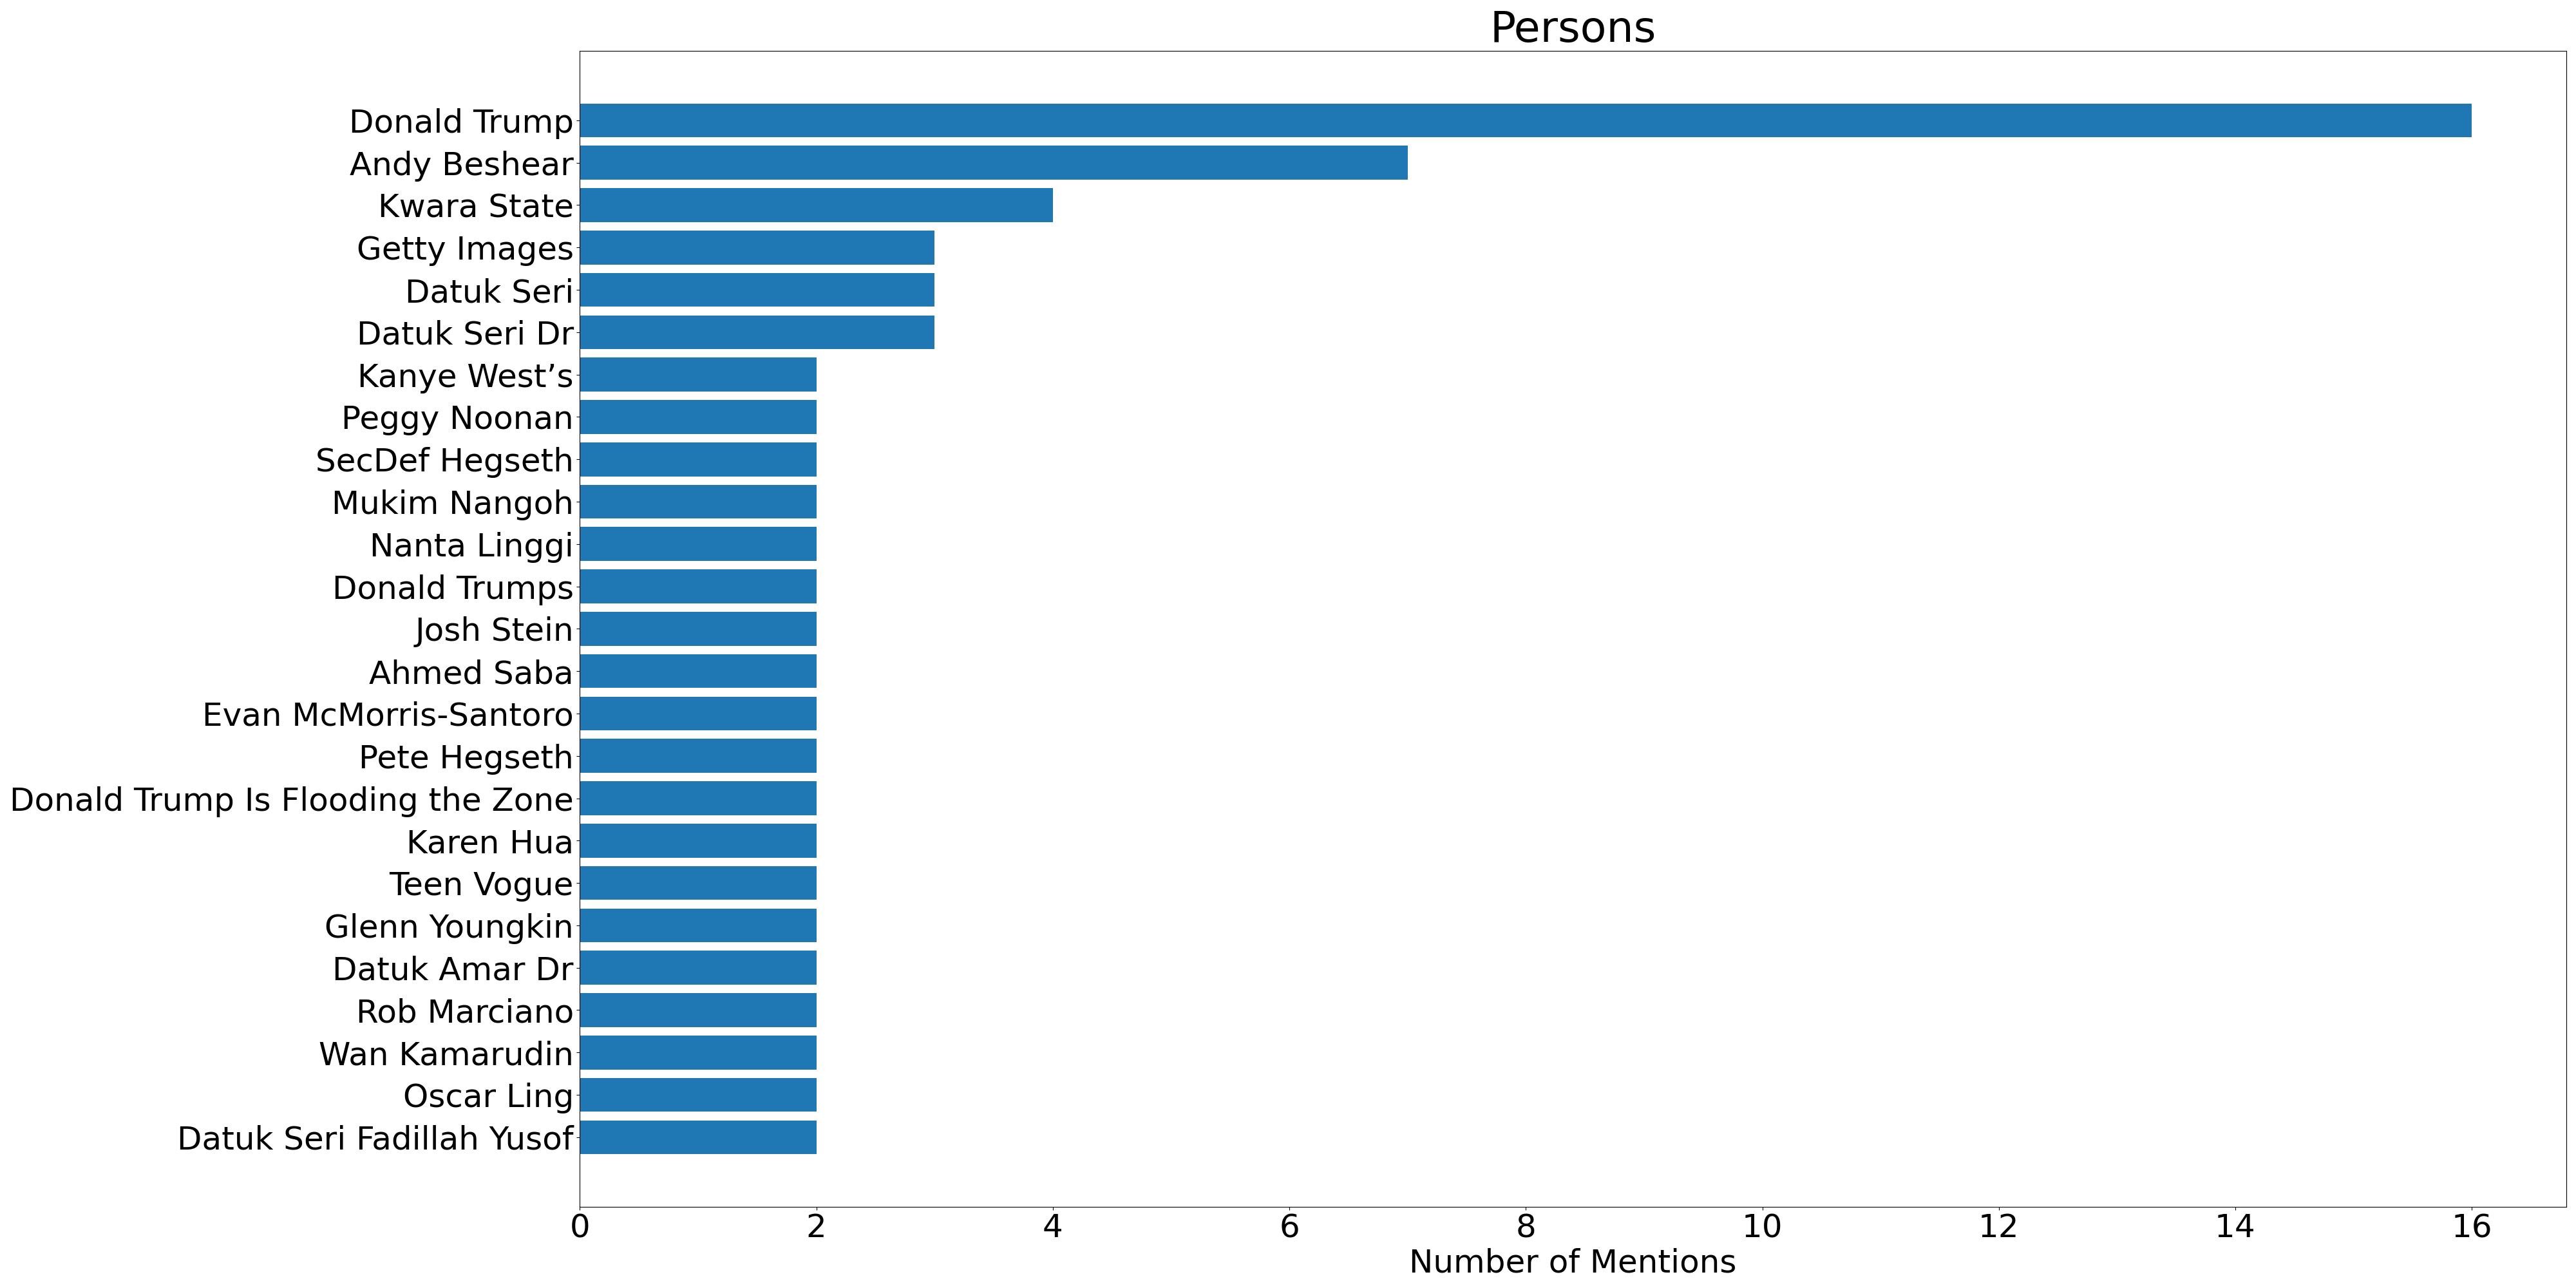 Persons
Donald Trump
Andy Beshear
Kwara State
Getty Images
Datuk Seri
Datuk Seri Dr
Kanye West’s
Peggy Noonan
SecDef Hegseth
Mukim Nangoh
Nanta Linggi
Donald Trumps
Josh Stein
Ahmed Saba
Evan McMorris-Santoro
Pete Hegseth
Donald Trump Is Flooding the Zone
Karen Hua
Teen Vogue
Glenn Youngkin
Datuk Amar Dr
Rob Marciano
Wan Kamarudin
Oscar Ling
Datuk Seri Fadillah Yusof
0 2 4 6 8 10 12 14 16
Number of Mentions